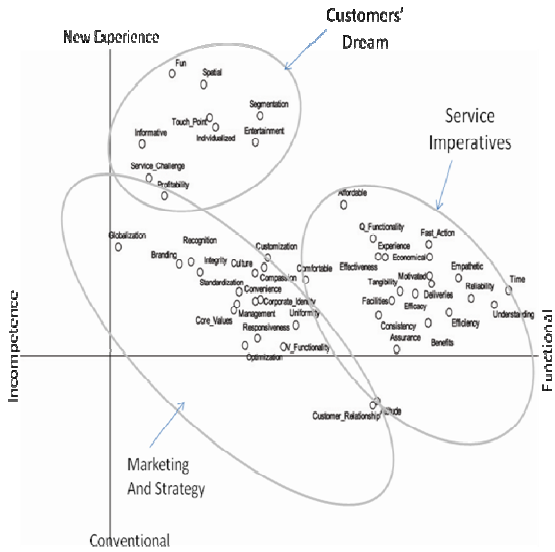 Customers'
Dream
New Experience
Fun
Spatial
Segmentation
Touch_Point
Individualized
Informative
Entertainment
Service_Challenge
Profitability
Service
Imperatives
Affordable
Q_Functionality
Fast_Action
Experience
Economical
Effectiveness
Globalization
Recognition
Branding
Integrity
Culture
Customization
Compassion
Comfortable
Standardization
Convenience
Corporate_Identity
Management
Core_Values
Uniformity
Responsiveness
V_Functionality
Optimization
Motivated
Empathetic
Time
Tangibility
Deliveries
Reliability
Facilities
Efficacy
Understanding
Consistency
Efficiency
Assurance
Benefits
Incompetence
Functional
Customer_Relationship
Marketing
And Strategy
Conventional